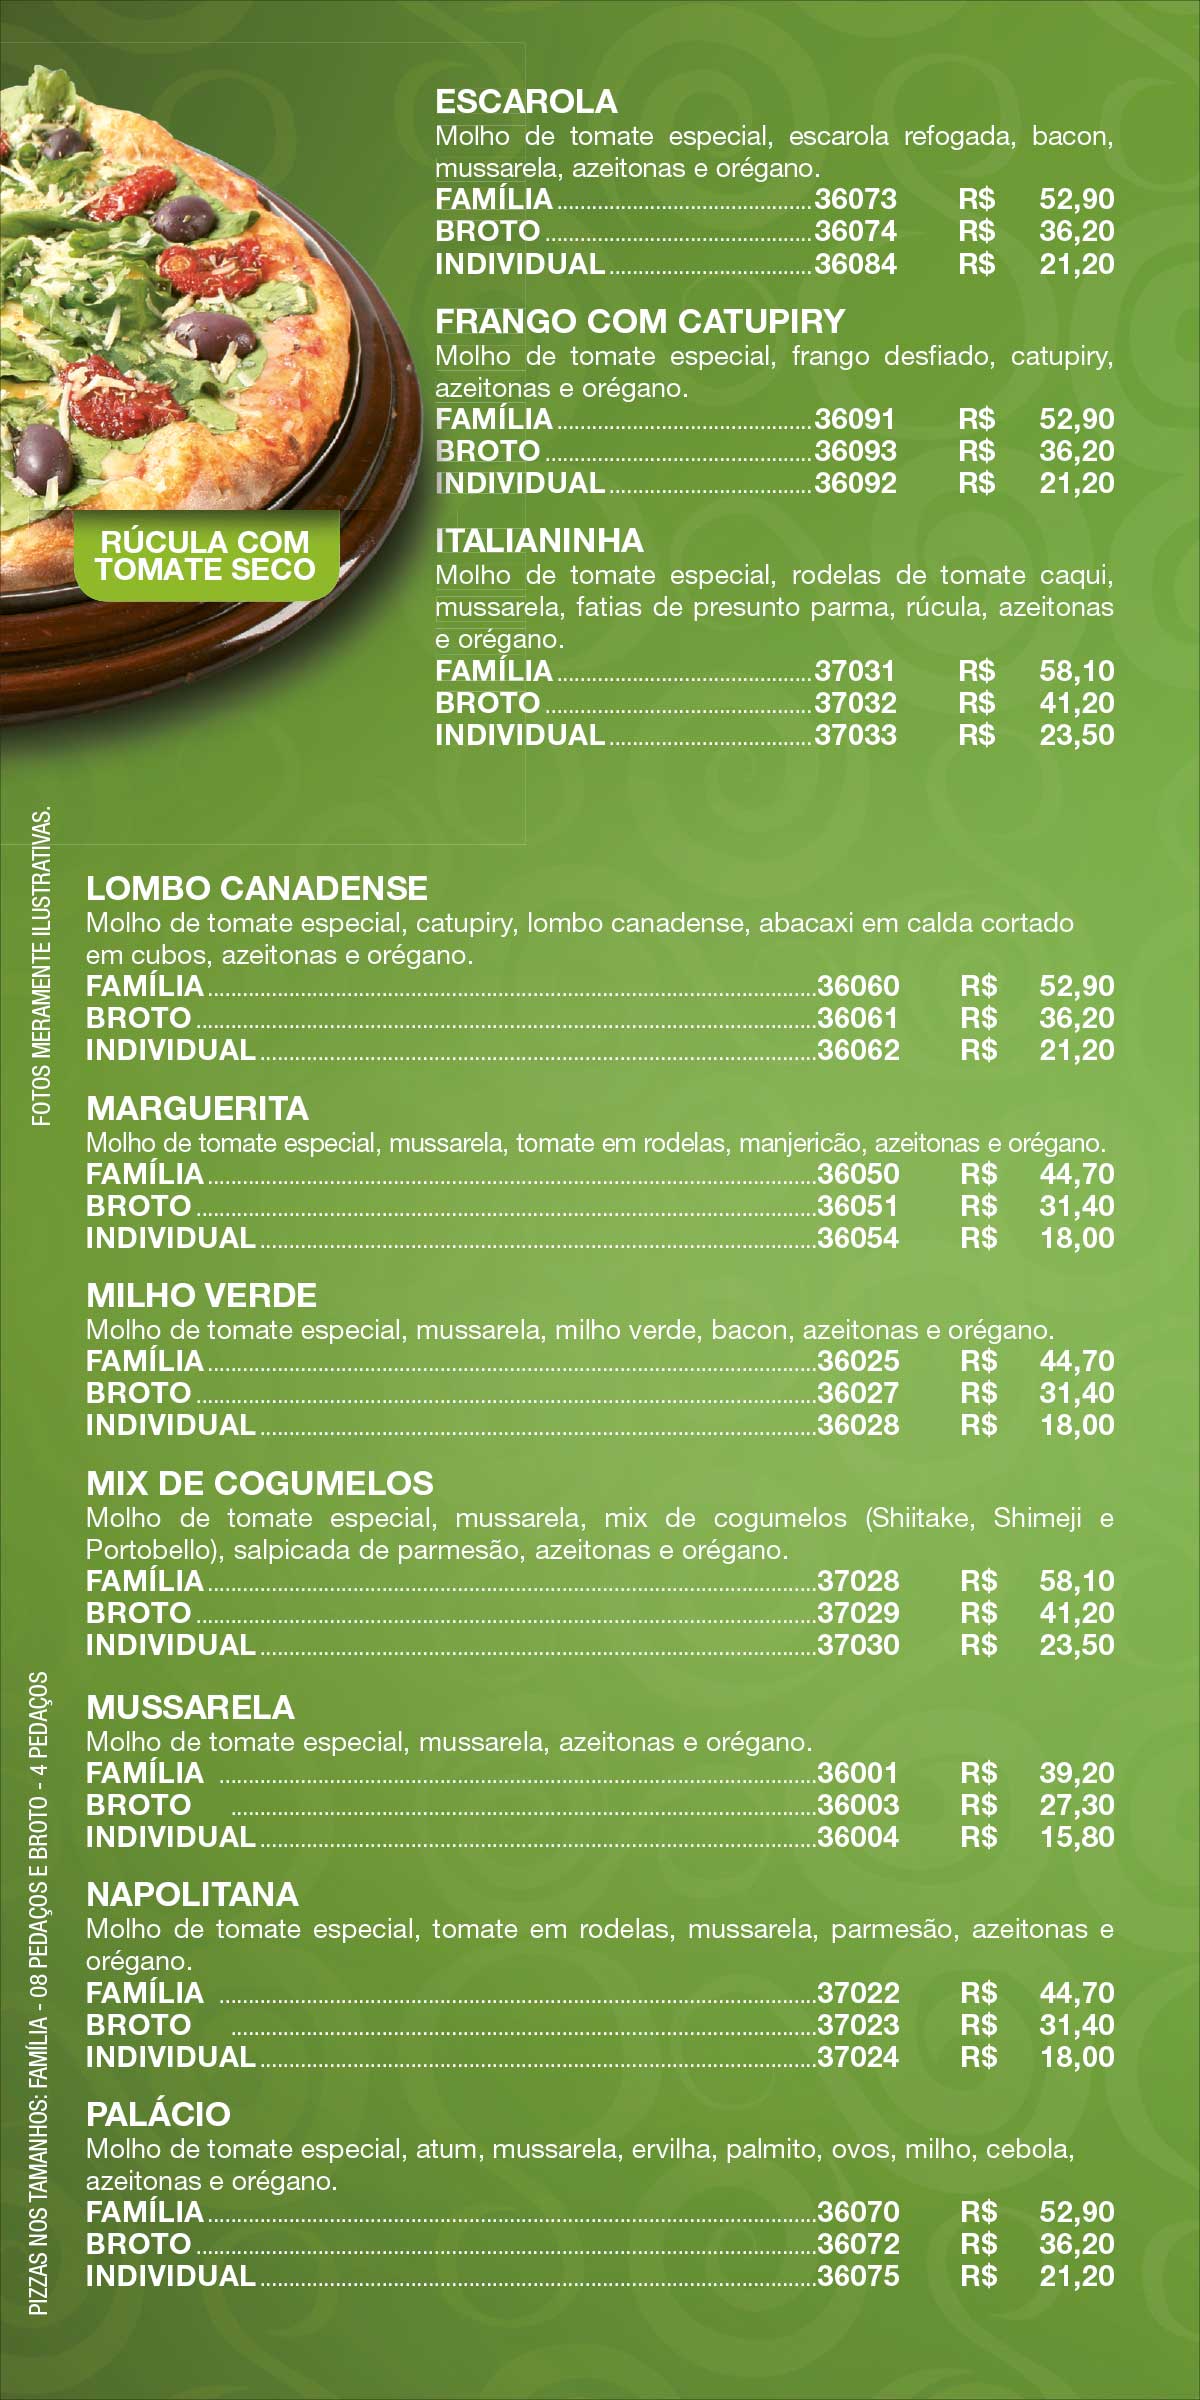 ESCAROLA
Molho de tomate especial, escarola refogada, bacon,
mussarela, azeitonas e orégano.
FAMÍLIA 36073 R$ 52,90
BROTO 36074 R$ 36,20
INDIVIDUAL 36084 R$ 21,20
FRANGO COM CATUPIRY
Molho de tomate especial, frango desfiado, catupiry,
azeitonas e orégano.
FAMÍLIA 36091 R$ 52,90
BROTO 36093 R$ 36,20
INDIVIDUAL 36092 R$ 21,20
RÚCULA COM
TOMATE SECO
ITALIANINHA
Molho de tomate especial, rodelas de tomate caqui,
mussarela, fatias de presunto parma, rúcula, azeitonas
e orégano.
FAMÍLIA 37031 R$ 58,10
BROTO 37032 R$ 41,20
INDIVIDUAL 37033 R$ 23,50
FOTOS MERAMENTE ILUSTRATIVAS.
LOMBO CANADENSE
Molho de tomate especial, catupiry, lombo canadense, abacaxi em calda cortado
em cubos, azeitonas e orégano.
FAMÍLIA 36060 R$ 52,90
BROTO 36061 R$ 36,20
INDIVIDUAL 36062 R$ 21,20
MARGUERITA
Molho de tomate especial, mussarela, tomate em rodelas, manjericão, azeitonas e orégano.
FAMÍLIA 36050 R$ 44,70
BROTO 36051 R$ 31,40
INDIVIDUAL 36054 R$ 18,00
MILHO VERDE
Molho de tomate especial, mussarela, milho verde, bacon, azeitonas e orégano.
FAMÍLIA 36025 R$ 44,70
BROTO 36027 R$ 31,40
INDIVIDUAL 36028 R$ 18,00
MIX DE COGUMELOS
Molho de tomate especial, mussarela, mix de cogumelos (Shiitake, Shimeji e
Portobello), salpicada de parmesão, azeitonas e orégano.
FAMÍLIA 37028 R$ 58,10
BROTO 37029 R$ 41,20
INDIVIDUAL 37030 R$ 23,50
MUSSARELA
Molho de tomate especial, mussarela, azeitonas e orégano.
FAMÍLIA 36001 R$ 39,20
BROTO 36003 R$ 27,30
INDIVIDUAL 36004 R$ 15,80
NAPOLITANA
Molho de tomate especial, tomate em rodelas, mussarela, parmesão, azeitonas e
orégano.
FAMÍLIA 37022 R$ 44,70
BROTO 37023 R$ 31,40
INDIVIDUAL 37024 R$ 18,00
PALÁCIO
Molho de tomate especial, atum, mussarela, ervilha, palmito, ovos, milho, cebola,
azeitonas e orégano.
FAMÍLIA 36070 R$ 52,90
BROTO 36072 R$ 36,20
INDIVIDUAL 36075 R$ 21,20
PIZZAS NOS TAMANHOS: FAMÍLIA - 08 PEDAÇOS E BROTO - 4 PEDAÇOS